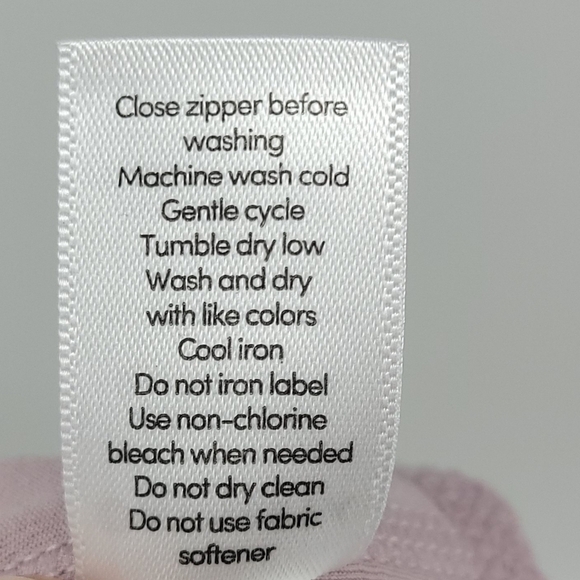 Close zipper before
washing
Machine wash cold
Gentle cycle
Tumble dry low
Wash and dry
with like colors
Cool iron
Do not iron label
Use non-chlorine
bleach when needed
Do not dry clean
Do not use fabric
softener